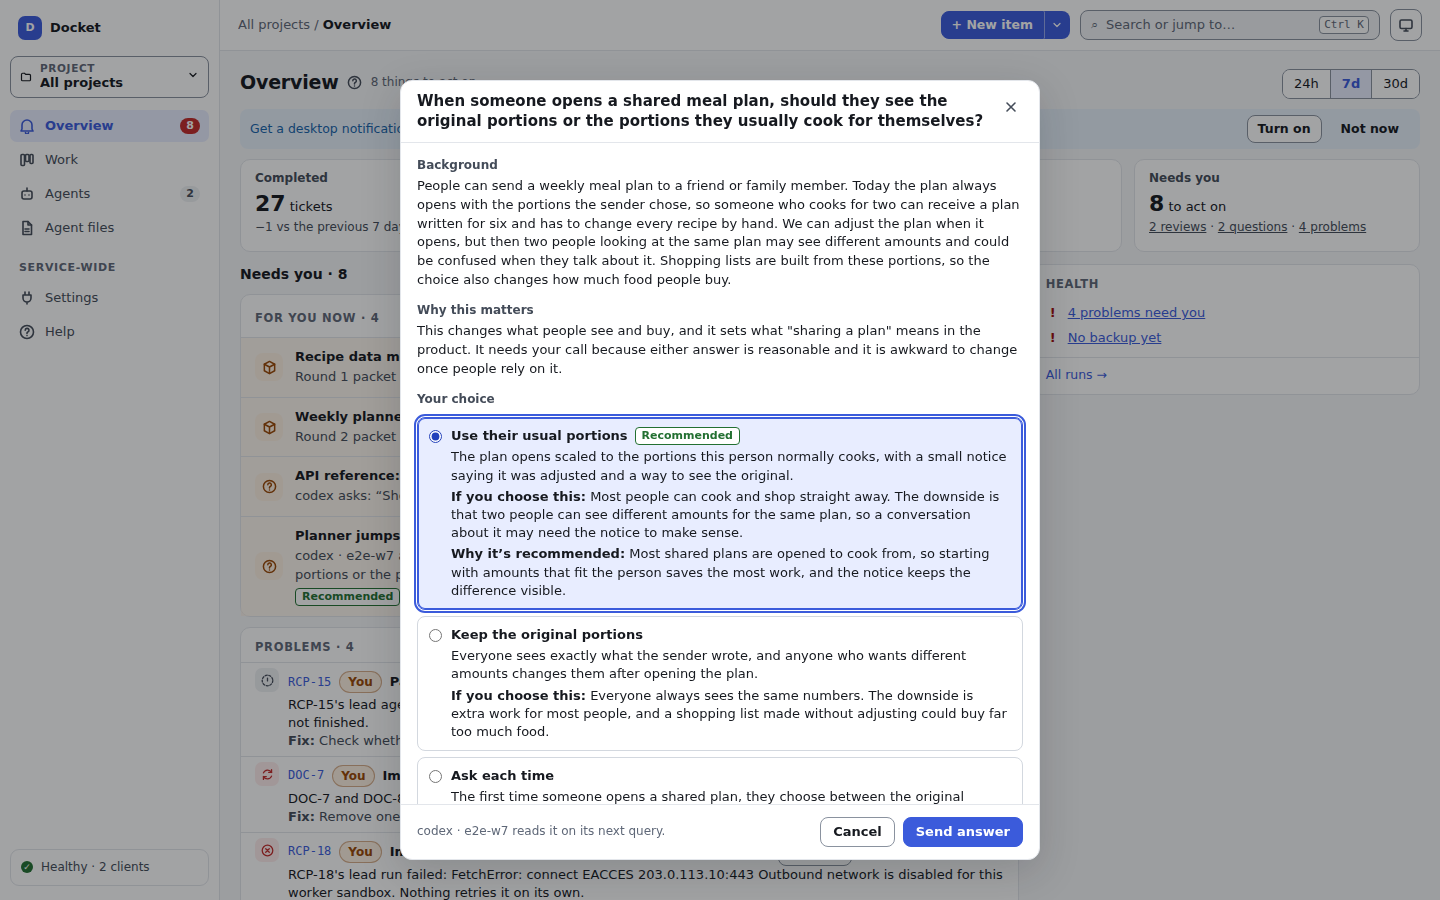 D Docket
PROJECT
All projects
Overview 8
Work
Agents 2
Agent files
SERVICE-WIDE
Settings
Help
✓ Healthy · 2 clients
All projects / Overview
+ New item
Search or jump to… Ctrl K
Overview
24h 7d 30d
Get a desktop
Turn on Not now
Completed
27 tickets
−1 vs the previous 7
Needs you
8 to act on
2 reviews · 2 questions · 4 problems
Needs you · 8
FOR YOU NOW · 4
Recipe data
Round 1 packet
Weekly
Round 2 packet
API reference:
codex asks:
Planner jumps
codex · e2e-w7
portions or the
Recommended
PROBLEMS · 4
RCP-15 You
RCP-15's lead
not finished.
Fix: Check
DOC-7 You
DOC-7 and
Fix: Remove one
RCP-18 You
RCP-18's lead run failed: FetchError: connect EACCES 203.0.113.10:443 Outbound network is disabled for this
worker sandbox. Nothing retries it on its own.
HEALTH
! 4 problems need you
! No backup yet
All runs →
When someone opens a shared meal plan, should they see the
original portions or the portions they usually cook for themselves?
Background
People can send a weekly meal plan to a friend or family member. Today the plan always
opens with the portions the sender chose, so someone who cooks for two can receive a plan
written for six and has to change every recipe by hand. We can adjust the plan when it
opens, but then two people looking at the same plan may see different amounts and could
be confused when they talk about it. Shopping lists are built from these portions, so the
choice also changes how much food people buy.
Why this matters
This changes what people see and buy, and it sets what "sharing a plan" means in the
product. It needs your call because either answer is reasonable and it is awkward to change
once people rely on it.
Your choice
Use their usual portions Recommended
The plan opens scaled to the portions this person normally cooks, with a small notice
saying it was adjusted and a way to see the original.
If you choose this: Most people can cook and shop straight away. The downside is
that two people can see different amounts for the same plan, so a conversation
about it may need the notice to make sense.
Why it’s recommended: Most shared plans are opened to cook from, so starting
with amounts that fit the person saves the most work, and the notice keeps the
difference visible.
Keep the original portions
Everyone sees exactly what the sender wrote, and anyone who wants different
amounts changes them after opening the plan.
If you choose this: Everyone always sees the same numbers. The downside is
extra work for most people, and a shopping list made without adjusting could buy far
too much food.
Ask each time
The first time someone opens a shared plan, they choose between the original
codex · e2e-w7 reads it on its next query.
Cancel Send answer